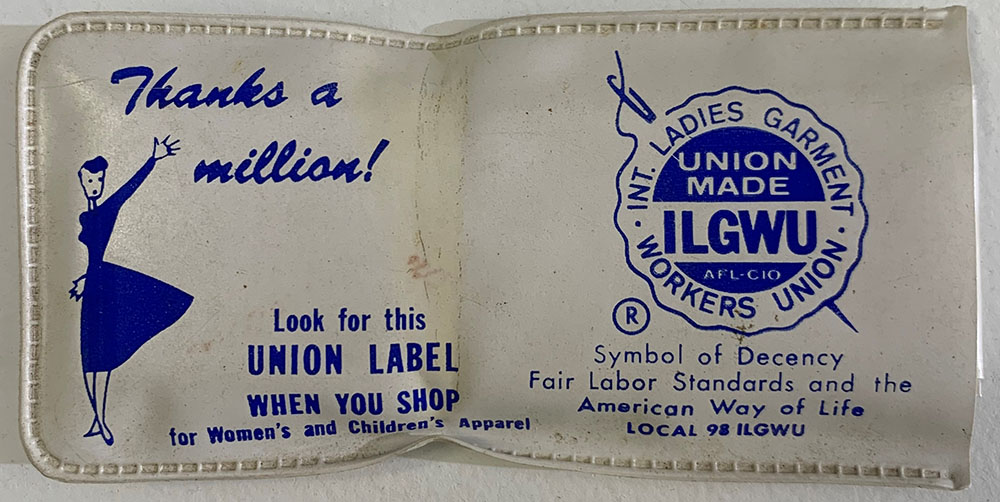 Thanks a
million!
Look for this
UNION LABEL
WHEN YOU SHOP
for Women's and Children's Apparel
INT. LADIES GARMENT
UNION
MADE
ILGWU
AFL-CIO
· WORKERS UNION ·
®
Symbol of Decency
Fair Labor Standards and the
American Way of Life
LOCAL 98 ILGWU